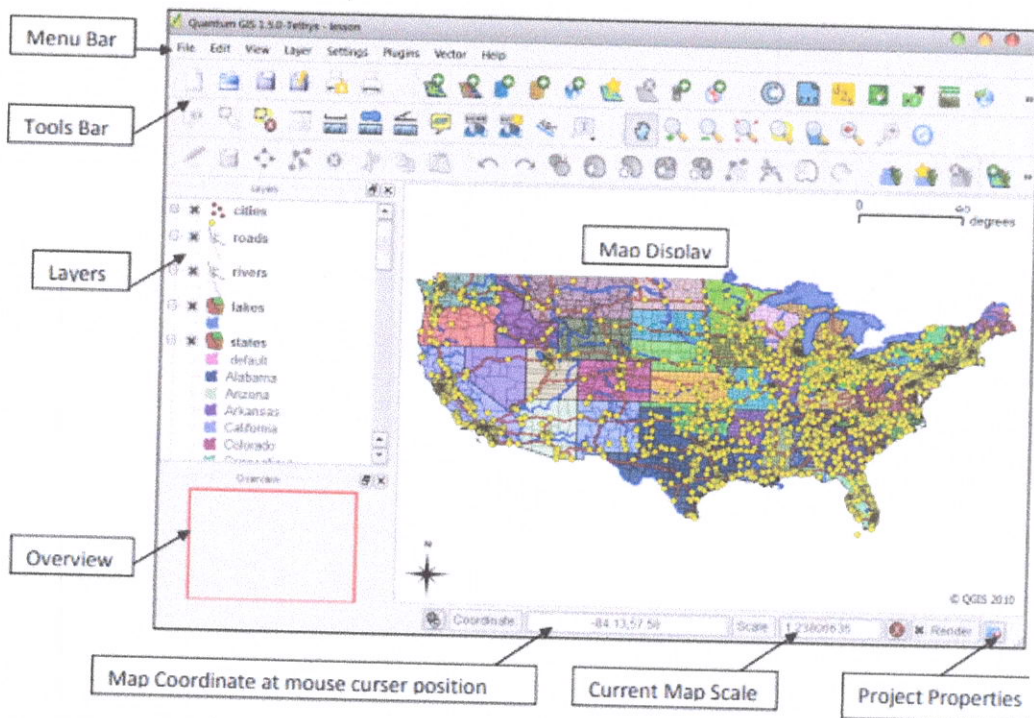 Quantum GIS 1.5.0-Tethys - lesson
Menu Bar
File Edit View Layer Settings Plugins Vector Help
Tools Bar
Layers
cities
roads
Layers
rivers
lakes
states
default
Alabama
Arizona
Arkansas
California
Colorado
Overview
Overview
degrees
Map Display
N
© QGIS 2010
Coordinate
Scale
Render
Map Coordinate at mouse curser position
Current Map Scale
Project Properties